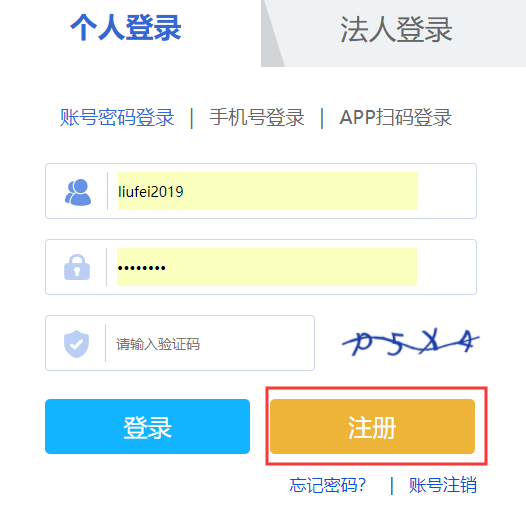 个人登录 法人登录
账号密码登录 | 手机号登录 | APP扫码登录
liufei2019
••••••••
请输入验证码 p5X4
登录 注册
忘记密码? | 账号注销